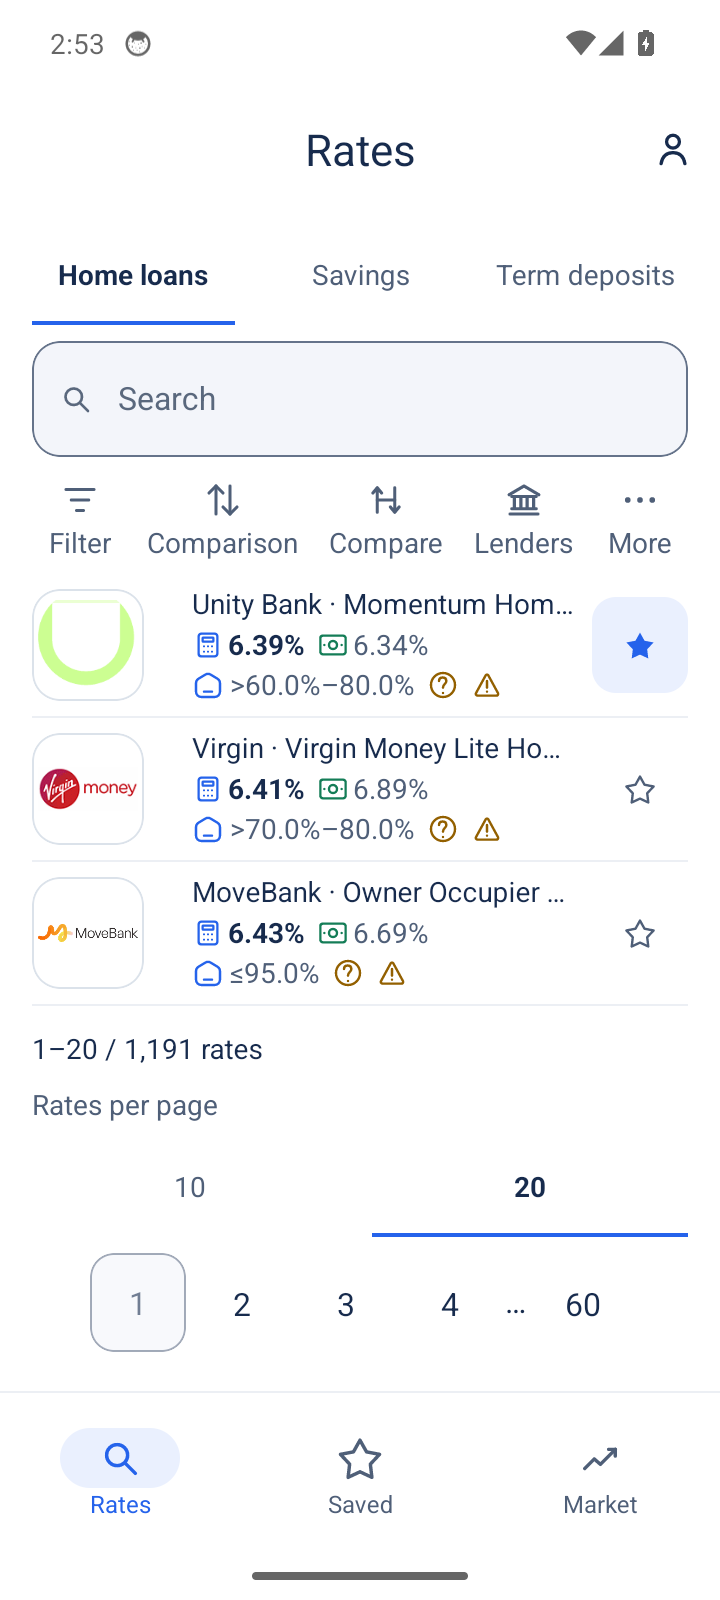 2:53
Rates
Home loans
Savings
Term deposits
Search
Filter
Comparison
Compare
Lenders
More
Unity Bank · Momentum Hom...
6.39% 6.34%
>60.0%–80.0%
Virgin money
Virgin · Virgin Money Lite Ho...
6.41% 6.89%
>70.0%–80.0%
MoveBank
MoveBank · Owner Occupier ...
6.43% 6.69%
≤95.0%
1–20 / 1,191 rates
Rates per page
10
20
1 2 3 4 ... 60
Rates
Saved
Market